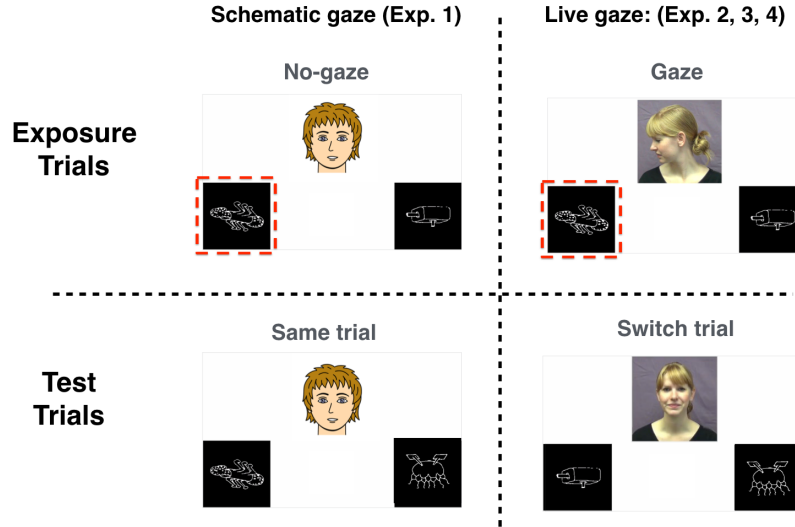 Schematic gaze (Exp. 1)
Live gaze: (Exp. 2, 3, 4)
No-gaze
Gaze
Exposure
Trials
Same trial
Switch trial
Test
Trials